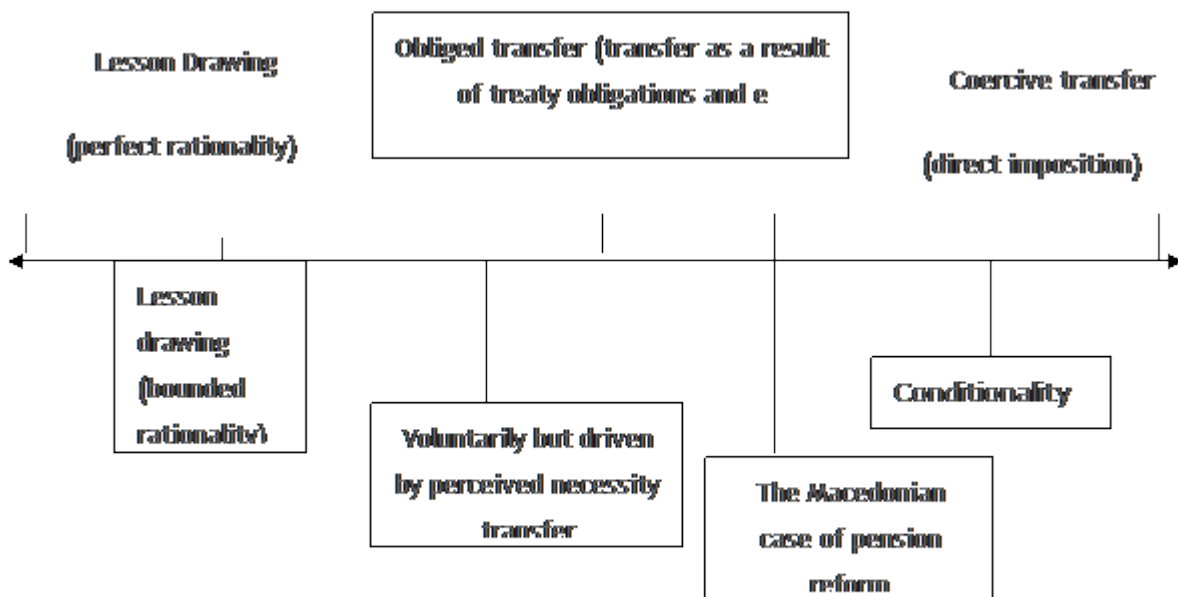 Lesson Drawing
(perfect rationality)
Obliged transfer (transfer as a result
of treaty obligations and e
Coercive transfer
(direct imposition)
Lesson
drawing
(bounded
rationality)
Voluntarily but driven
by perceived necessity
transfer
The Macedonian
case of pension
reform
Conditionality